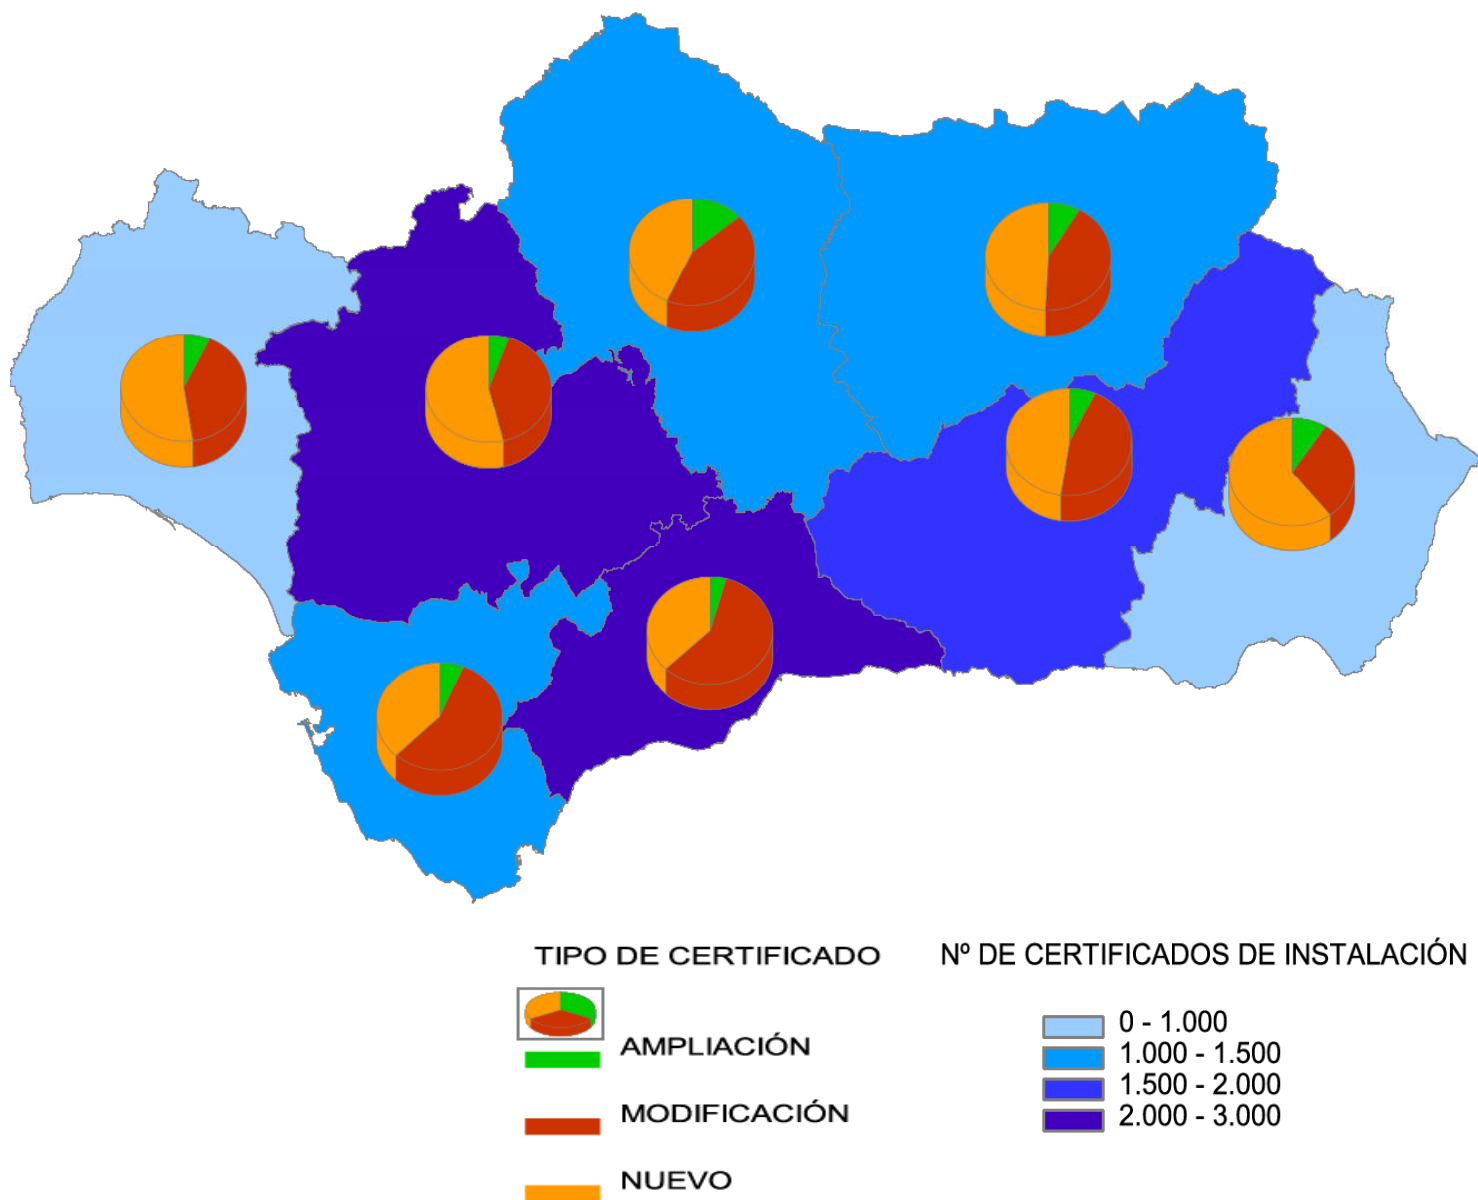 TIPO DE CERTIFICADO
AMPLIACIÓN
MODIFICACIÓN
NUEVO
Nº DE CERTIFICADOS DE INSTALACIÓN
0 - 1.000
1.000 - 1.500
1.500 - 2.000
2.000 - 3.000